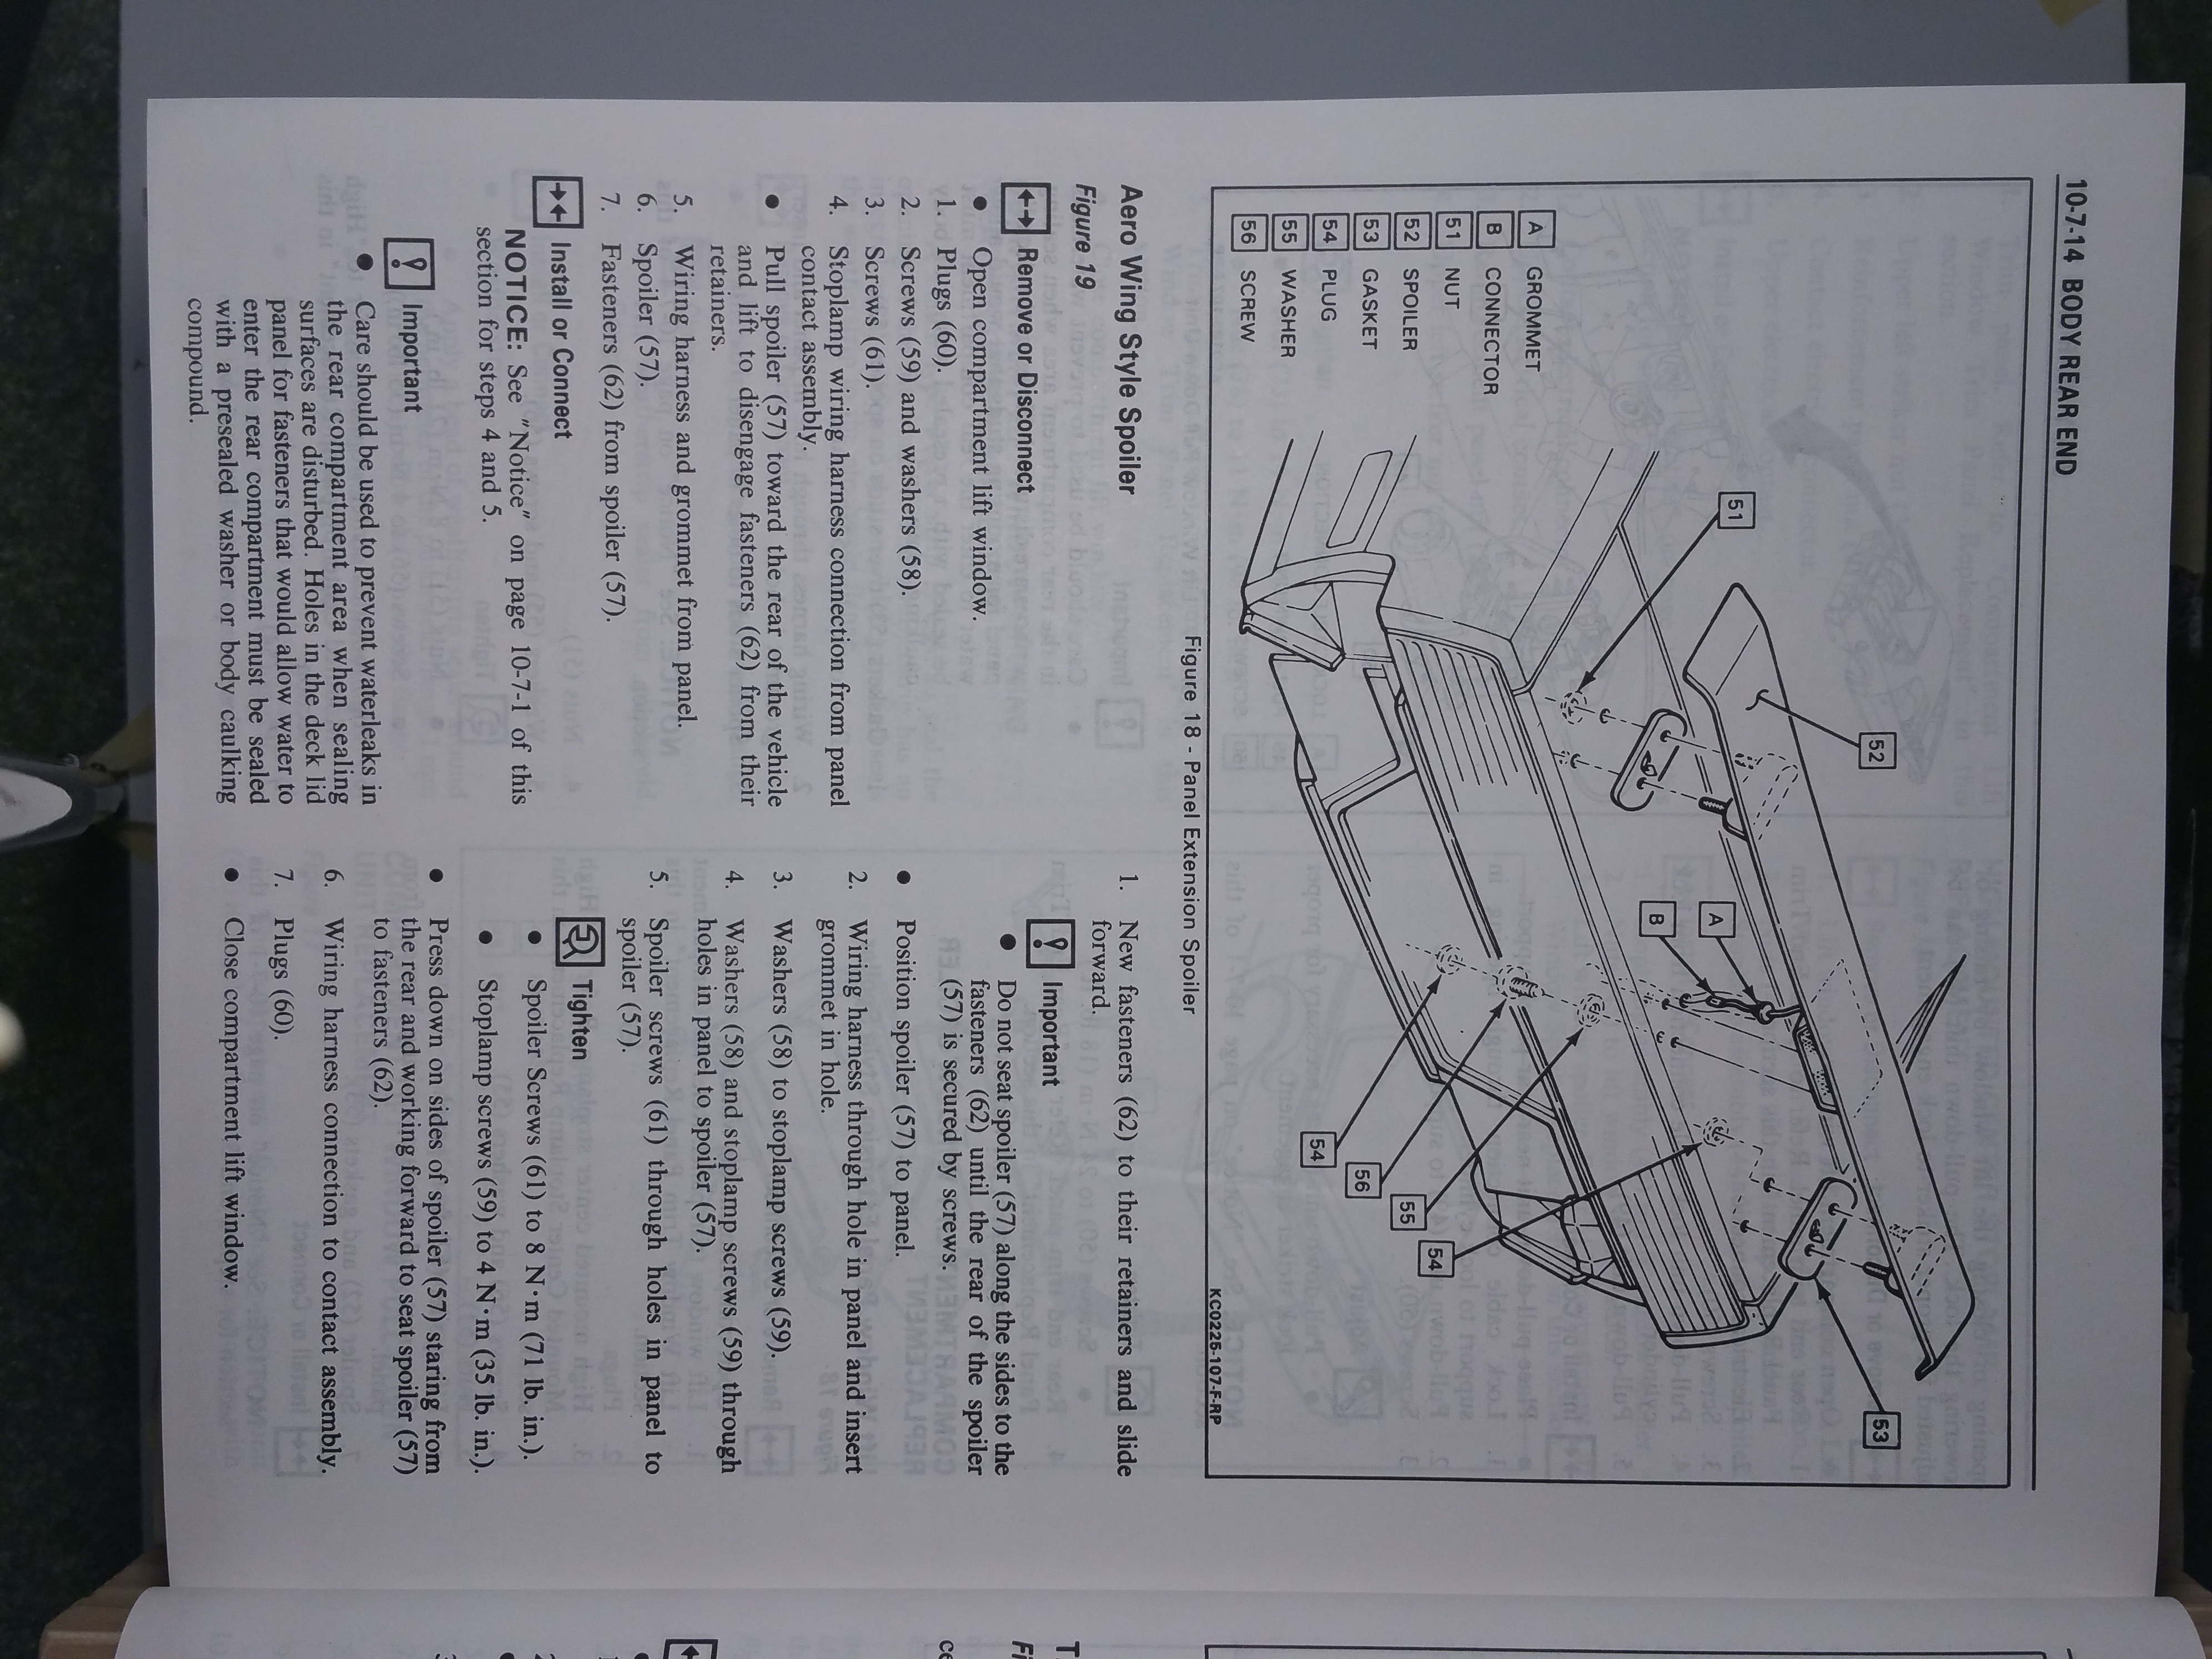 10-7-14 BODY REAR END
A GROMMET
B CONNECTOR
51 NUT
52 SPOILER
53 GASKET
54 PLUG
55 WASHER
56 SCREW
51
52
A
B
54
56
55
54
53
KC0225-107-F-RP
Figure 18 - Panel Extension Spoiler
Aero Wing Style Spoiler
Figure 19
Remove or Disconnect
● Open compartment lift window.
1. Plugs (60).
2. Screws (59) and washers (58).
3. Screws (61).
4. Stoplamp wiring harness connection from panel
contact assembly.
● Pull spoiler (57) toward the rear of the vehicle
and lift to disengage fasteners (62) from their
retainers.
5. Wiring harness and grommet from panel.
6. Spoiler (57).
7. Fasteners (62) from spoiler (57).
Install or Connect
NOTICE: See "Notice" on page 10-7-1 of this
section for steps 4 and 5.
Important
● Care should be used to prevent waterleaks in
the rear compartment area when sealing
surfaces are disturbed. Holes in the deck lid
panel for fasteners that would allow water to
enter the rear compartment must be sealed
with a presealed washer or body caulking
compound.
1. New fasteners (62) to their retainers and slide
forward.
Important
● Do not seat spoiler (57) along the sides to the
fasteners (62) until the rear of the spoiler
(57) is secured by screws.
● Position spoiler (57) to panel.
2. Wiring harness through hole in panel and insert
grommet in hole.
3. Washers (58) to stoplamp screws (59).
4. Washers (58) and stoplamp screws (59) through
holes in panel to spoiler (57).
5. Spoiler screws (61) through holes in panel to
spoiler (57).
Tighten
● Spoiler Screws (61) to 8 N·m (71 lb. in.).
● Stoplamp screws (59) to 4 N·m (35 lb. in.).
● Press down on sides of spoiler (57) staring from
the rear and working forward to seat spoiler (57)
to fasteners (62).
6. Wiring harness connection to contact assembly.
7. Plugs (60).
● Close compartment lift window.